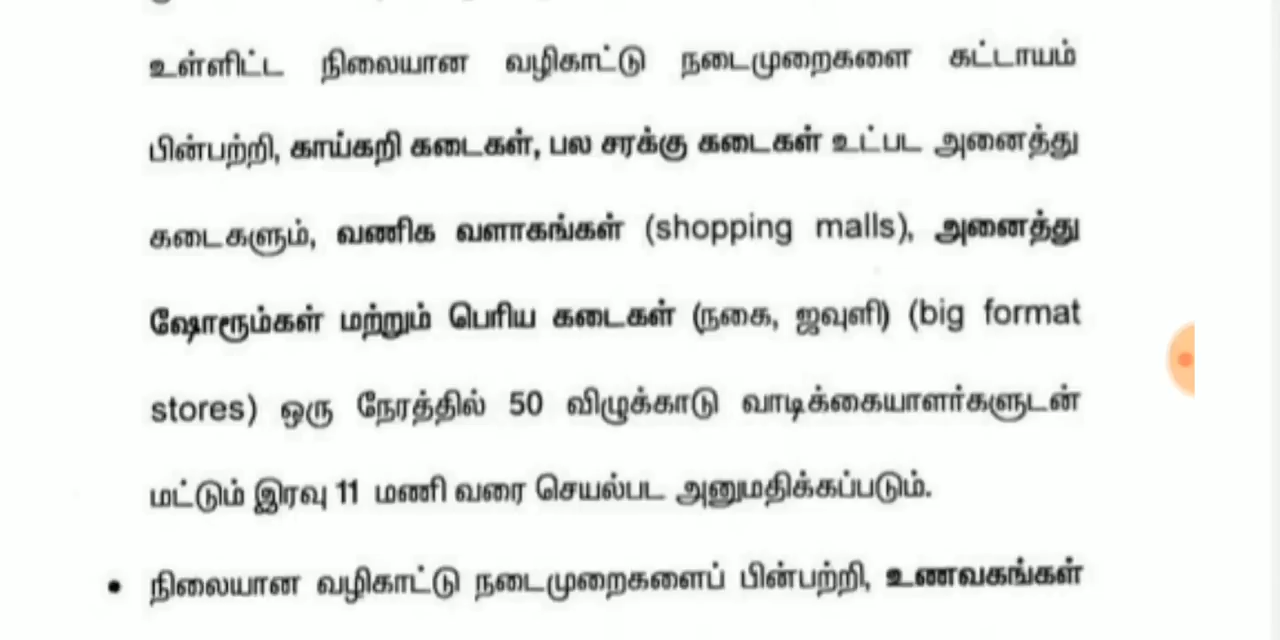 உள்ளிட்ட நிலையான வழிகாட்டு நடைமுறைகளை கட்டாயம்
பின்பற்றி, காய்கறி கடைகள், பல சரக்கு கடைகள் உட்பட அனைத்து
கடைகளும், வணிக வளாகங்கள் (shopping malls), அனைத்து
ஷோரூம்கள் மற்றும் பெரிய கடைகள் (நகை, ஜவுளி) (big format
stores) ஒரு நேரத்தில் 50 விழுக்காடு வாடிக்கையாளர்களுடன்
மட்டும் இரவு 11 மணி வரை செயல்பட அனுமதிக்கப்படும்.
• நிலையான வழிகாட்டு நடைமுறைகளைப் பின்பற்றி, உணவகங்கள்